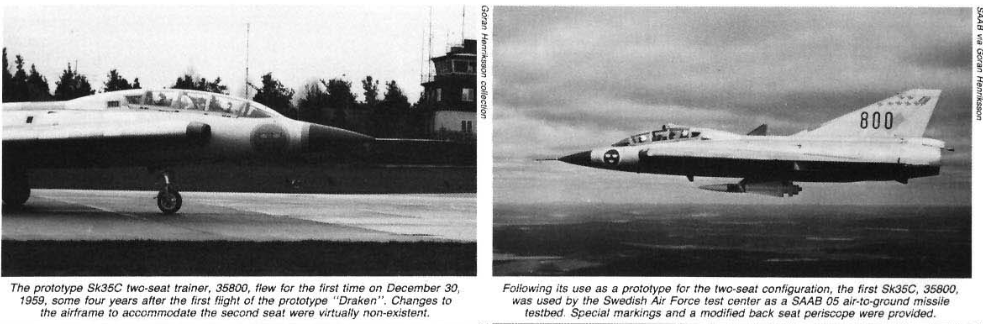 Goran Henriksson collection
The prototype Sk35C two-seat trainer, 35800, flew for the first time on December 30,
1959, some four years after the first flight of the prototype "Draken". Changes to
the airframe to accommodate the second seat were virtually non-existent.
SAAB via Goran Henriksson
800
Following its use as a prototype for the two-seat configuration, the first Sk35C, 35800,
was used by the Swedish Air Force test center as a SAAB 05 air-to-ground missile
testbed. Special markings and a modified back seat periscope were provided.